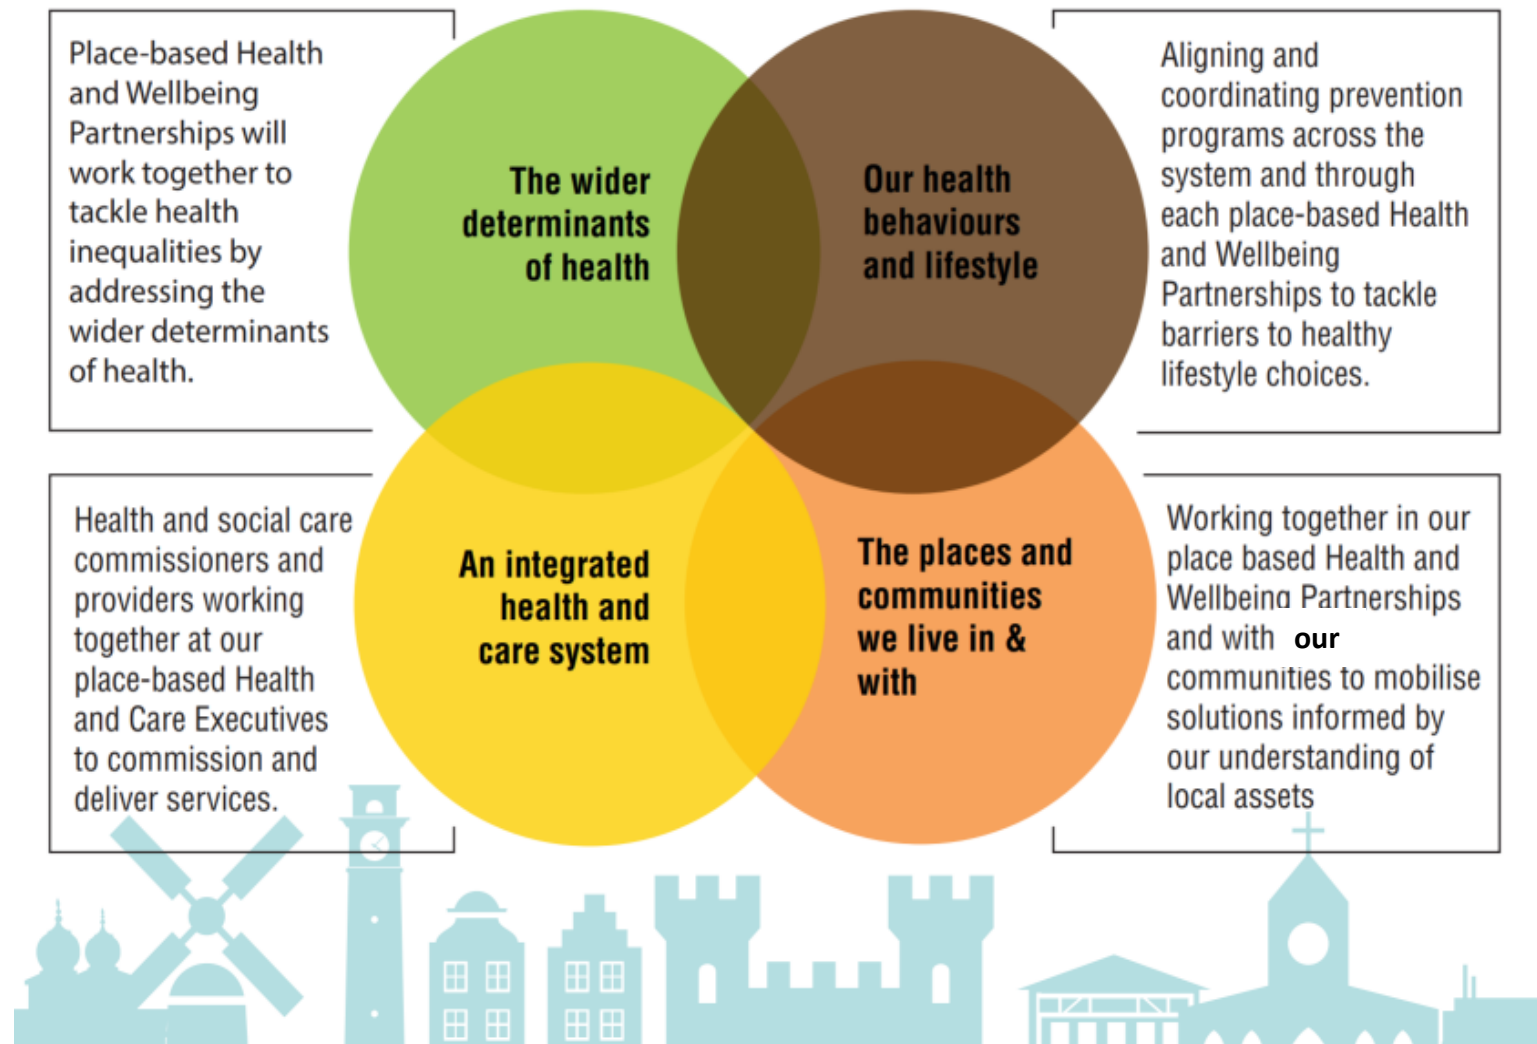 Place-based Health
and Wellbeing
Partnerships will
work together to
tackle health
inequalities by
addressing the
wider determinants
of health.
The wider
determinants
of health
Our health
behaviours
and lifestyle
Aligning and
coordinating prevention
programs across the
system and through
each place-based Health
and Wellbeing
Partnerships to tackle
barriers to healthy
lifestyle choices.
Health and social care
commissioners and
providers working
together at our
place-based Health
and Care Executives
to commission and
deliver services.
An integrated
health and
care system
The places and
communities
we live in &
with
Working together in our
place based Health and
Wellbeing Partnerships
and with our
communities to mobilise
solutions informed by
our understanding of
local assets